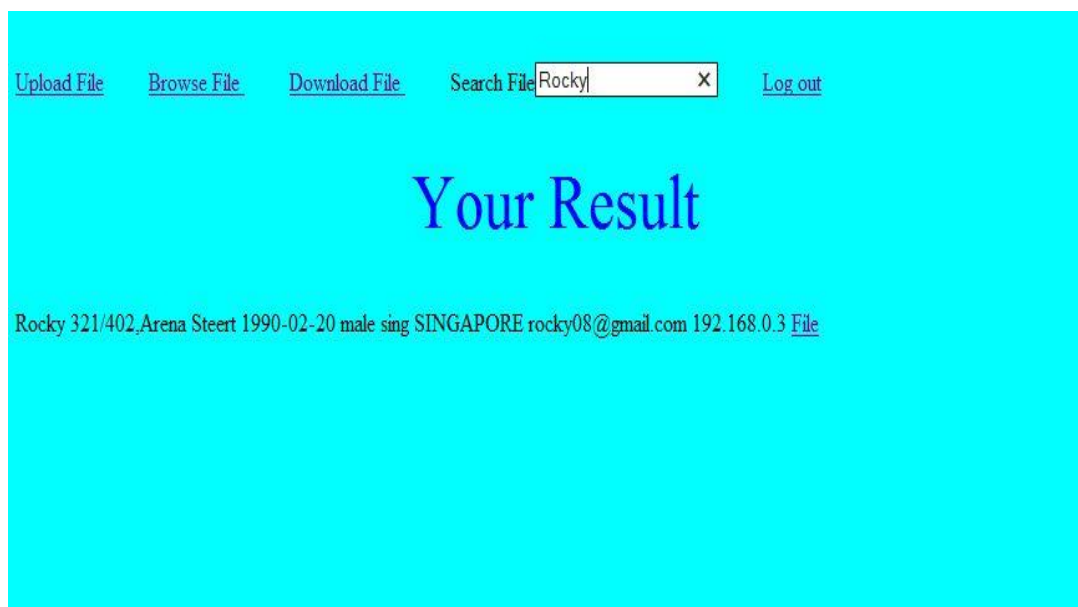 Upload File Browse File Download File Search File Rocky × Log out
Your Result
Rocky 321/402,Arena Steert 1990-02-20 male sing SINGAPORE rocky08@gmail.com 192.168.0.3 File